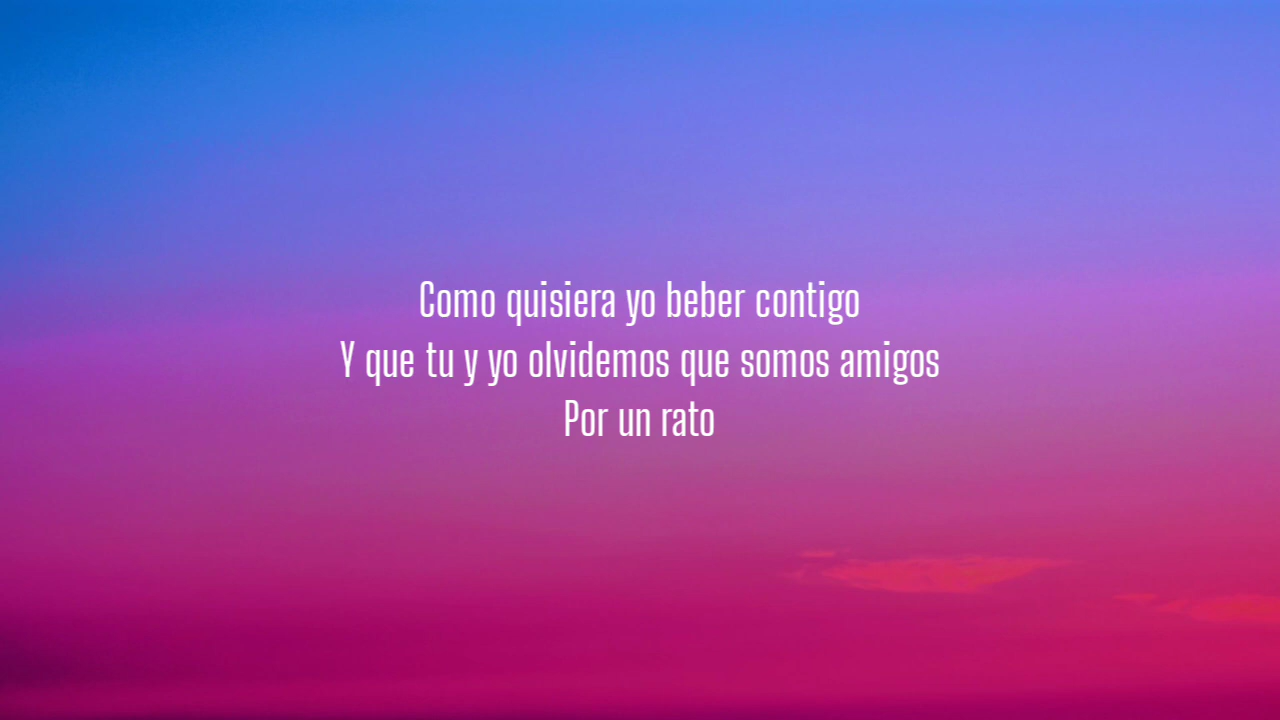 Como quisiera yo beber contigo
Y que tu y yo olvidemos que somos amigos
Por un rato